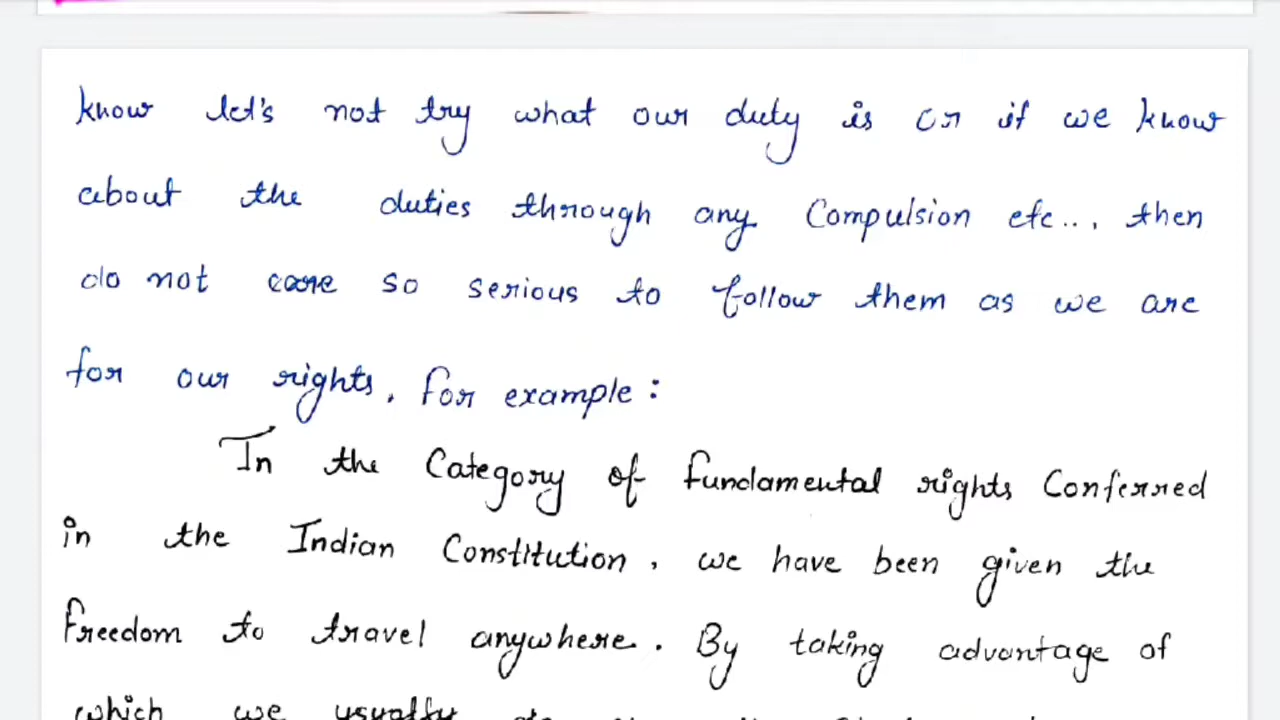 know let's not try what our duty is or if we know
about the duties through any Compulsion etc... then
do not care so serious to follow them as we are
for our rights. For example :
In the Category of Fundamental rights Conferred
in the Indian Constitution, we have been given the
Freedom to travel anywhere. By taking advantage of
which we usually